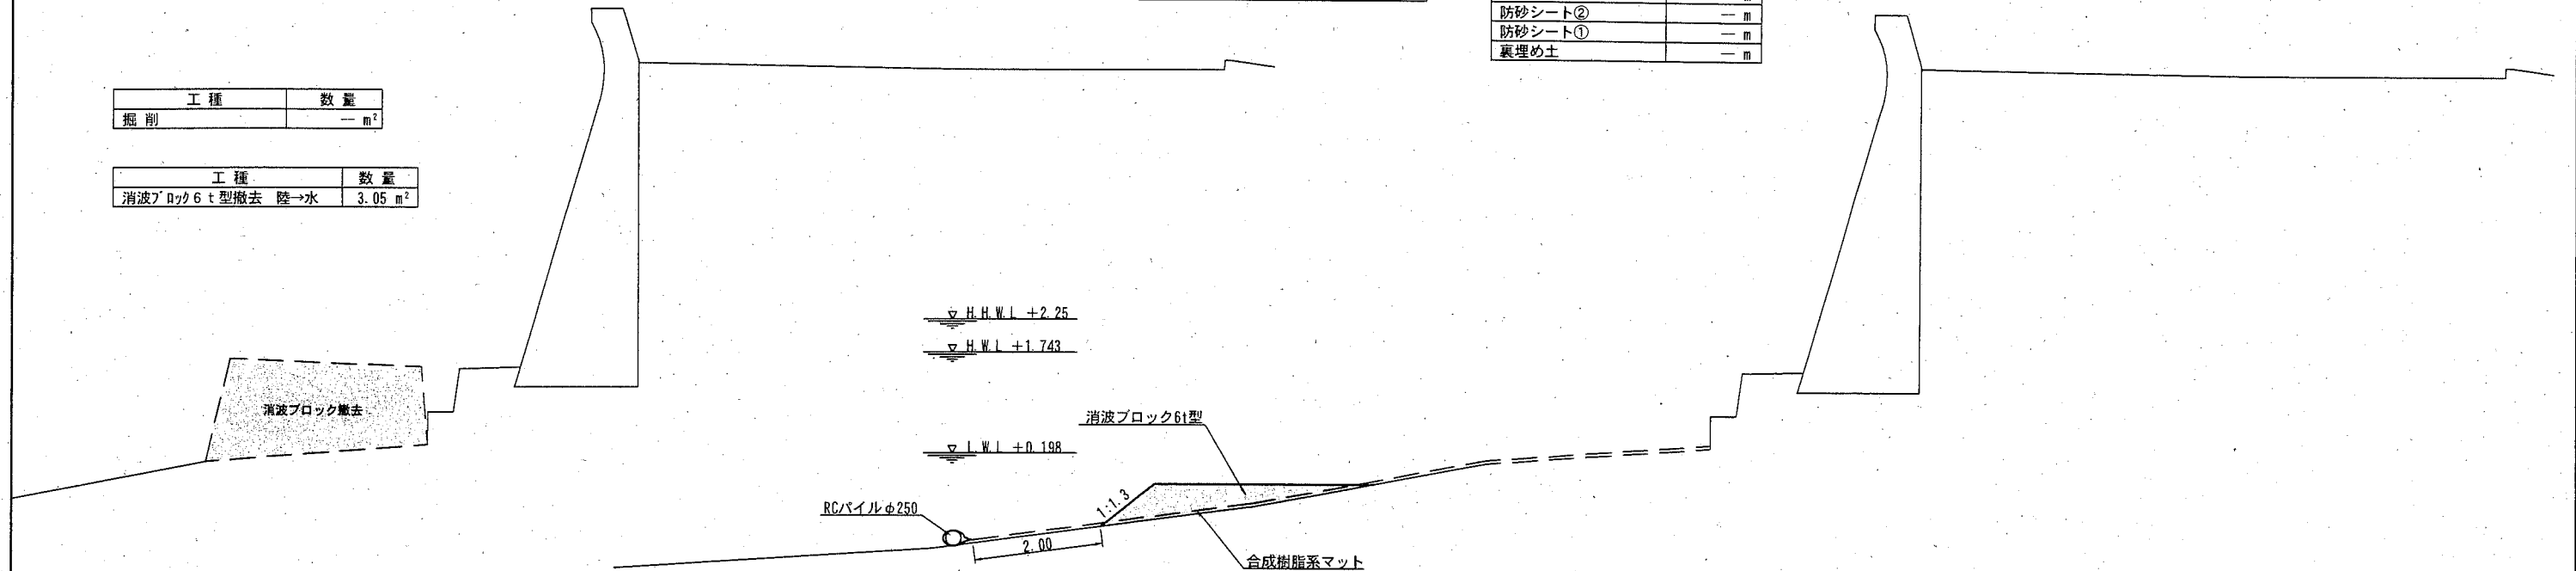 防砂シート② — m
防砂シート① — m
裏埋め土 — m
工種 数量
掘削 — m²
工種 数量
消波ブロック6t型撤去 陸→水 3.05 m²
H.H.W.L +2.25
H.W.L +1.743
消波ブロック撤去
消波ブロック6t型
L.W.L +0.198
1:1.3
RCパイルφ250
2.00
合成樹脂系マット